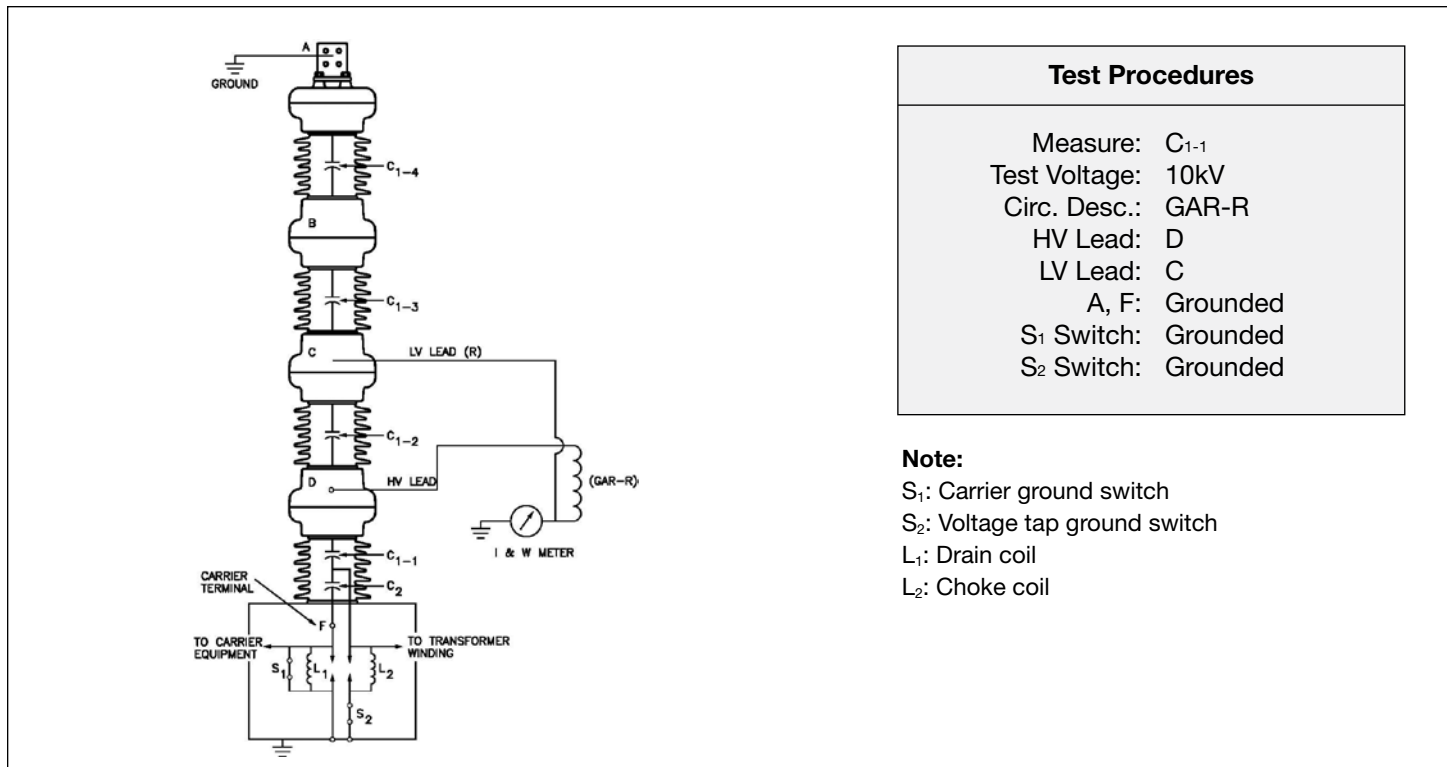 A
GROUND
C1-4
B
C1-3
C
LV LEAD (R)
C1-2
D
HV LEAD
(GAR-R)
I & W METER
C1-1
C2
CARRIER
TERMINAL
F
TO CARRIER
EQUIPMENT
TO TRANSFORMER
WINDING
S1
L1
L2
S2
Test Procedures
Measure: C1-1
Test Voltage: 10kV
Circ. Desc.: GAR-R
HV Lead: D
LV Lead: C
A, F: Grounded
S1 Switch: Grounded
S2 Switch: Grounded
Note:
S1: Carrier ground switch
S2: Voltage tap ground switch
L1: Drain coil
L2: Choke coil